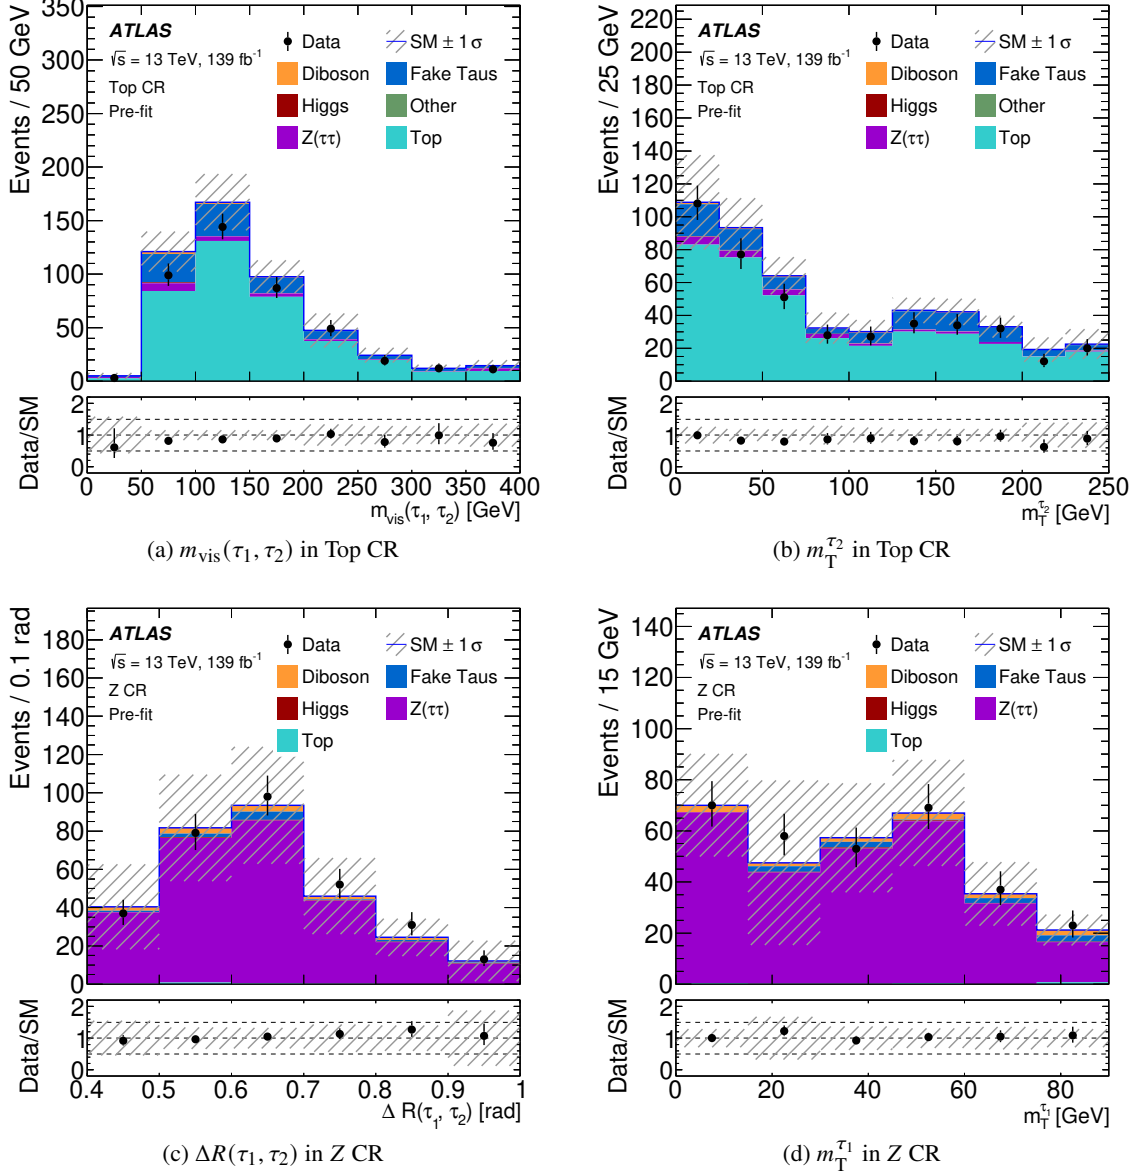 ATLAS
√s = 13 TeV, 139 fb⁻¹
Top CR
Pre-fit
Data
SM ± 1 σ
Diboson
Fake Taus
Higgs
Other
Z(ττ)
Top
Events / 50 GeV
350
300
250
200
150
100
50
0
Data/SM
2
1
0
0 50 100 150 200 250 300 350 400
m_vis(τ₁, τ₂) [GeV]
(a) m_vis(τ₁, τ₂) in Top CR
ATLAS
√s = 13 TeV, 139 fb⁻¹
Top CR
Pre-fit
Data
SM ± 1 σ
Diboson
Fake Taus
Higgs
Other
Z(ττ)
Top
Events / 25 GeV
220
200
180
160
140
120
100
80
60
40
20
0
Data/SM
2
1
0
0 50 100 150 200 250
m_T^τ₂ [GeV]
(b) m_T^τ₂ in Top CR
ATLAS
√s = 13 TeV, 139 fb⁻¹
Z CR
Pre-fit
Data
SM ± 1 σ
Diboson
Fake Taus
Higgs
Z(ττ)
Top
Events / 0.1 rad
180
160
140
120
100
80
60
40
20
0
Data/SM
2
1
0
0.4 0.5 0.6 0.7 0.8 0.9 1
Δ R(τ₁, τ₂) [rad]
(c) ΔR(τ₁, τ₂) in Z CR
ATLAS
√s = 13 TeV, 139 fb⁻¹
Z CR
Pre-fit
Data
SM ± 1 σ
Diboson
Fake Taus
Higgs
Z(ττ)
Top
Events / 15 GeV
140
120
100
80
60
40
20
0
Data/SM
2
1
0
0 20 40 60 80
m_T^τ₁ [GeV]
(d) m_T^τ₁ in Z CR